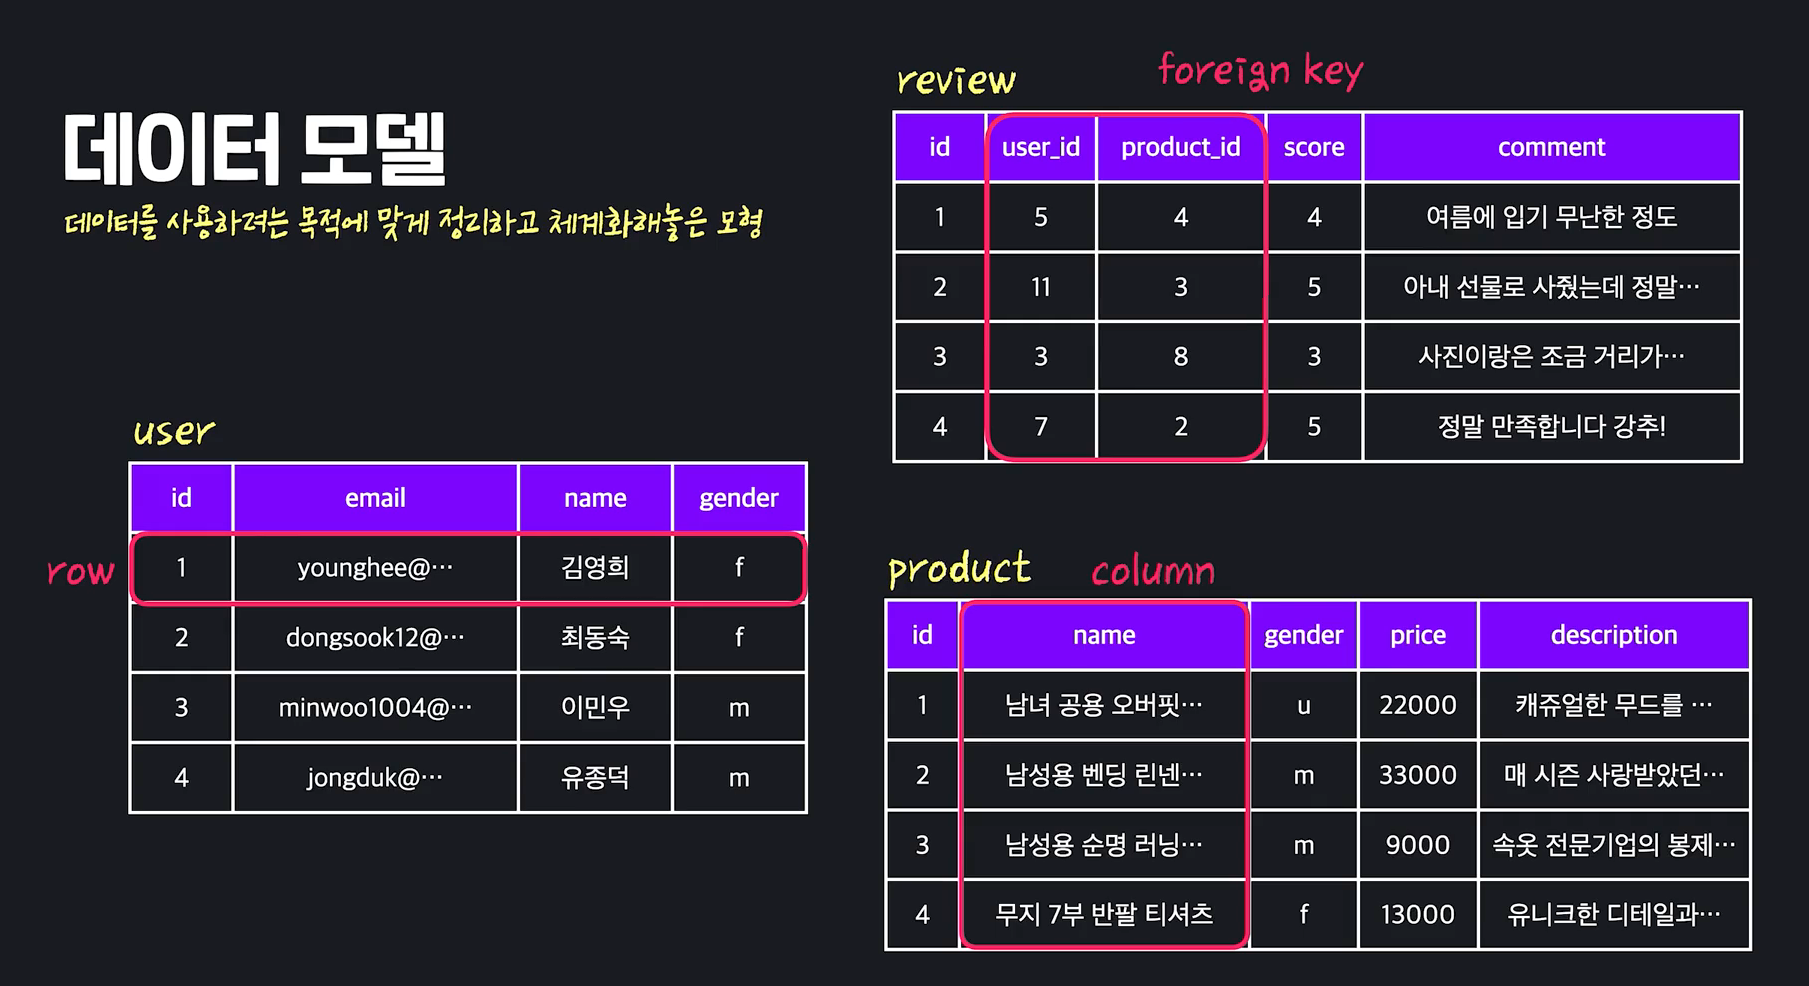 데이터 모델
데이터를 사용하려는 목적에 맞게 정리하고 체계화해놓은 모형
review
foreign key
id user_id product_id score comment
1 5 4 4 여름에 입기 무난한 정도
2 11 3 5 아내 선물로 사줬는데 정말…
3 3 8 3 사진이랑은 조금 거리가…
4 7 2 5 정말 만족합니다 강추!
user
id email name gender
row
1 younghee@… 김영희 f
2 dongsook12@… 최동숙 f
3 minwoo1004@… 이민우 m
4 jongduk@… 유종덕 m
product
column
id name gender price description
1 남녀 공용 오버핏… u 22000 캐쥬얼한 무드를 …
2 남성용 벤딩 린넨… m 33000 매 시즌 사랑받았던…
3 남성용 순명 러닝… m 9000 속옷 전문기업의 봉제…
4 무지 7부 반팔 티셔츠 f 13000 유니크한 디테일과…